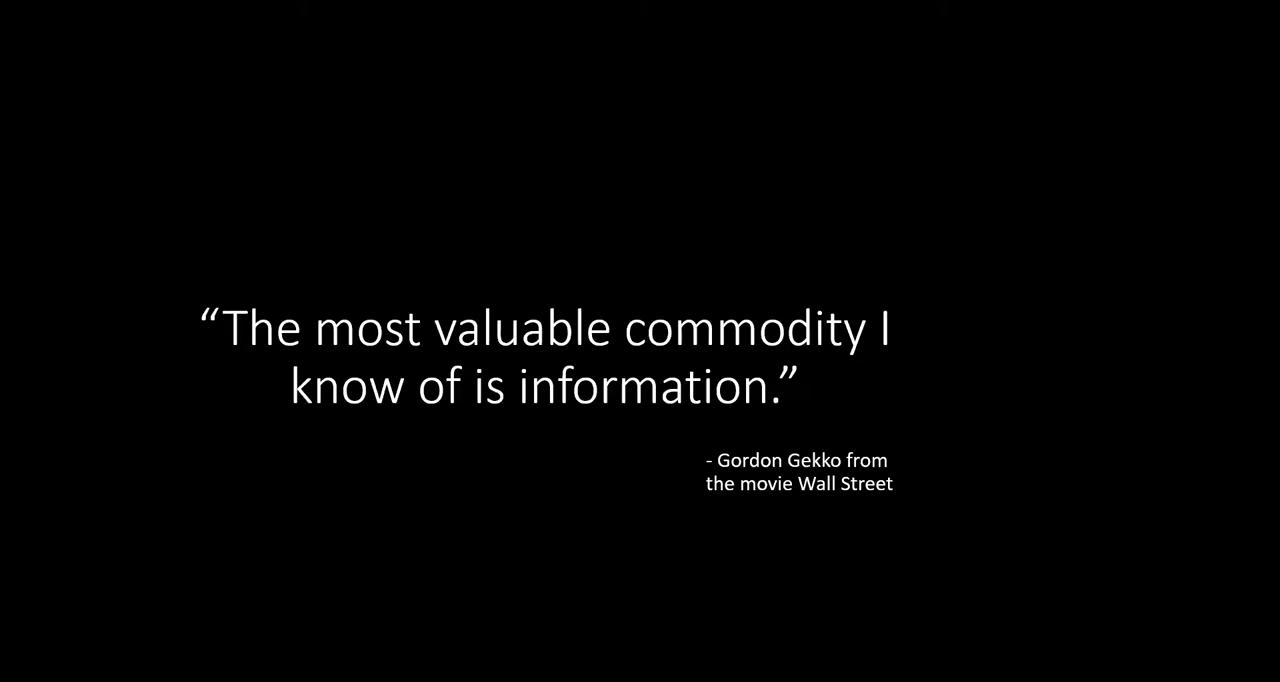 “The most valuable commodity I
know of is information.”
- Gordon Gekko from
the movie Wall Street